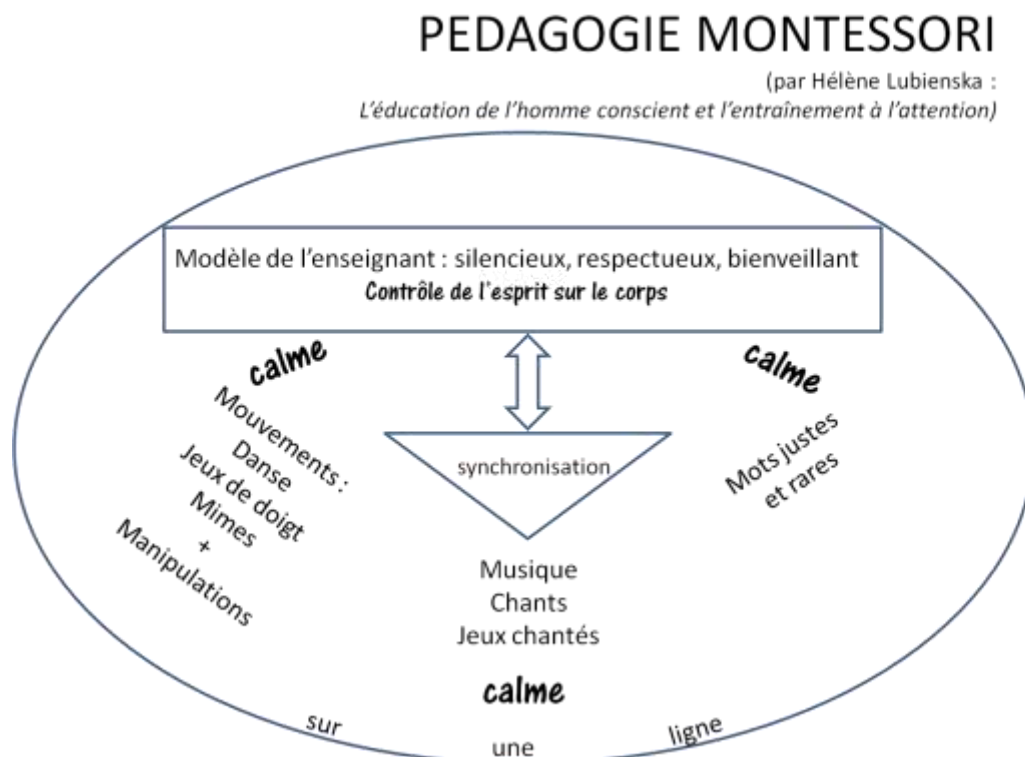 PEDAGOGIE MONTESSORI
(par Hélène Lubienska :
L'éducation de l'homme conscient et l'entraînement à l'attention)
Modèle de l'enseignant : silencieux, respectueux, bienveillant
Contrôle de l'esprit sur le corps
calme
Mouvements :
Danse
Jeux de doigt
Mimes
+
Manipulations
synchronisation
calme
Mots justes
et rares
Musique
Chants
Jeux chantés
calme
sur
une
ligne